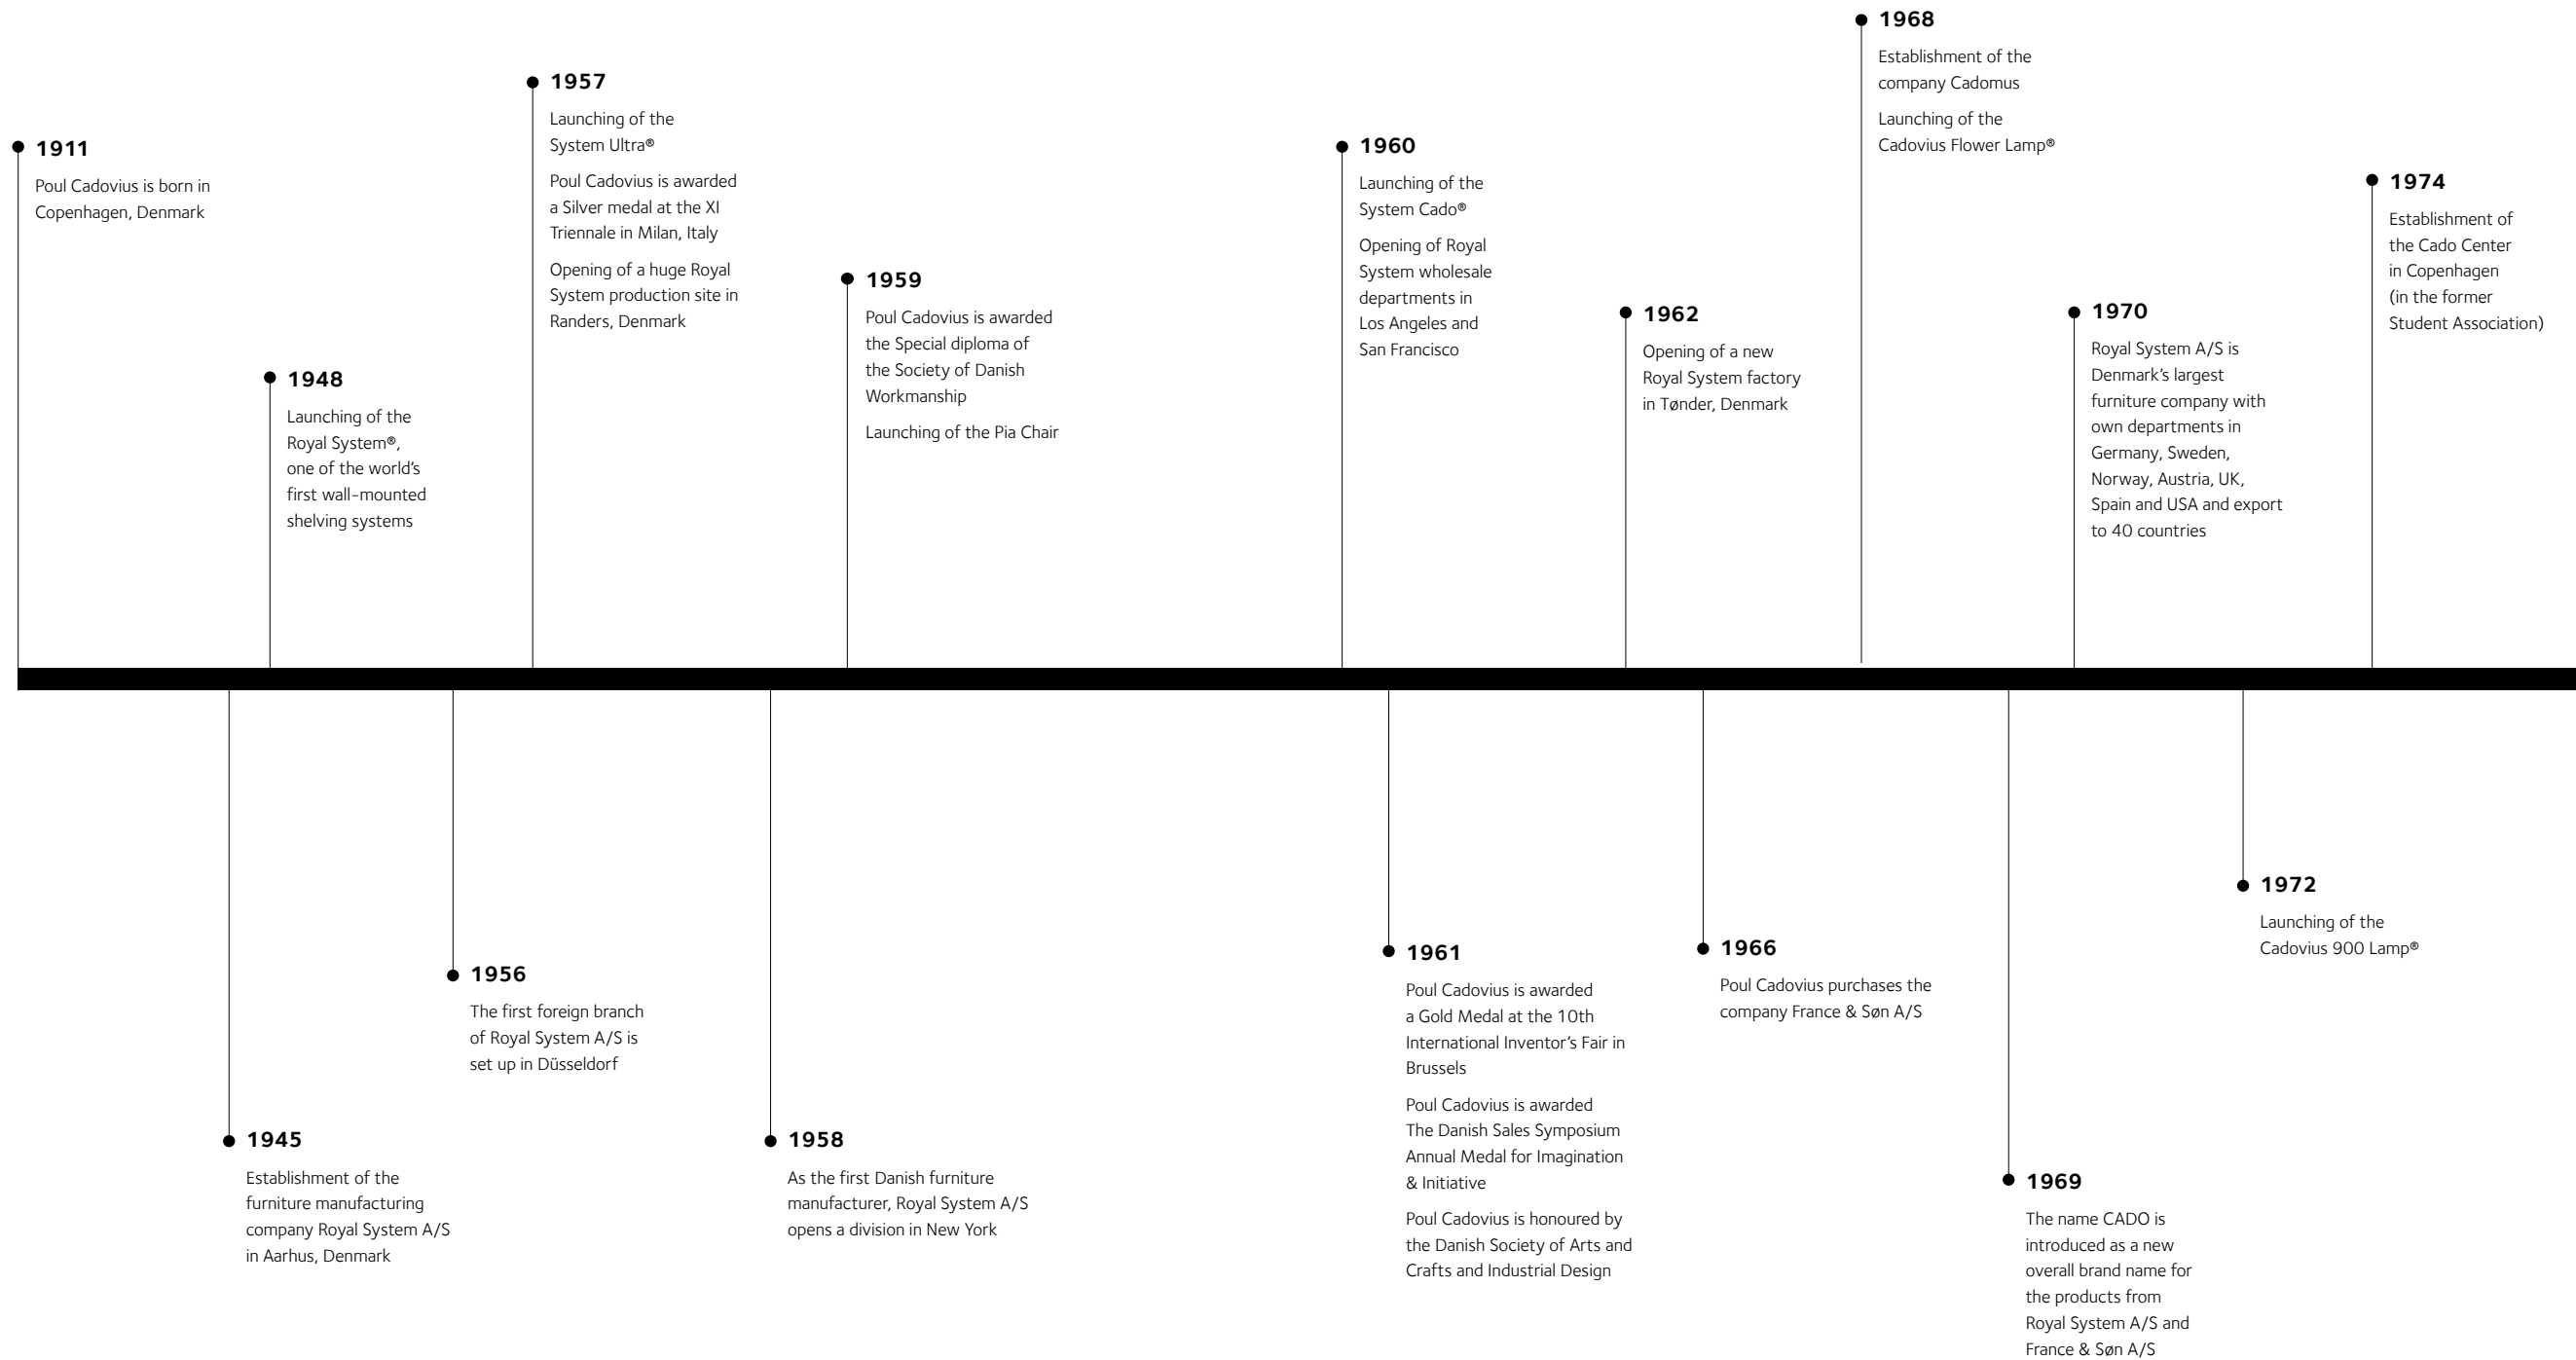 1911
Poul Cadovius is born in
Copenhagen, Denmark
1945
Establishment of the
furniture manufacturing
company Royal System A/S
in Aarhus, Denmark
1948
Launching of the
Royal System®,
one of the world's
first wall-mounted
shelving systems
1956
The first foreign branch
of Royal System A/S is
set up in Düsseldorf
1957
Launching of the
System Ultra®
Poul Cadovius is awarded
a Silver medal at the XI
Triennale in Milan, Italy
Opening of a huge Royal
System production site in
Randers, Denmark
1958
As the first Danish furniture
manufacturer, Royal System A/S
opens a division in New York
1959
Poul Cadovius is awarded
the Special diploma of
the Society of Danish
Workmanship
Launching of the Pia Chair
1960
Launching of the
System Cado®
Opening of Royal
System wholesale
departments in
Los Angeles and
San Francisco
1961
Poul Cadovius is awarded
a Gold Medal at the 10th
International Inventor's Fair in
Brussels
Poul Cadovius is awarded
The Danish Sales Symposium
Annual Medal for Imagination
& Initiative
Poul Cadovius is honoured by
the Danish Society of Arts and
Crafts and Industrial Design
1962
Opening of a new
Royal System factory
in Tønder, Denmark
1966
Poul Cadovius purchases the
company France & Søn A/S
1968
Establishment of the
company Cadomus
Launching of the
Cadovius Flower Lamp®
1969
The name CADO is
introduced as a new
overall brand name for
the products from
Royal System A/S and
France & Søn A/S
1970
Royal System A/S is
Denmark's largest
furniture company with
own departments in
Germany, Sweden,
Norway, Austria, UK,
Spain and USA and export
to 40 countries
1972
Launching of the
Cadovius 900 Lamp®
1974
Establishment of
the Cado Center
in Copenhagen
(in the former
Student Association)